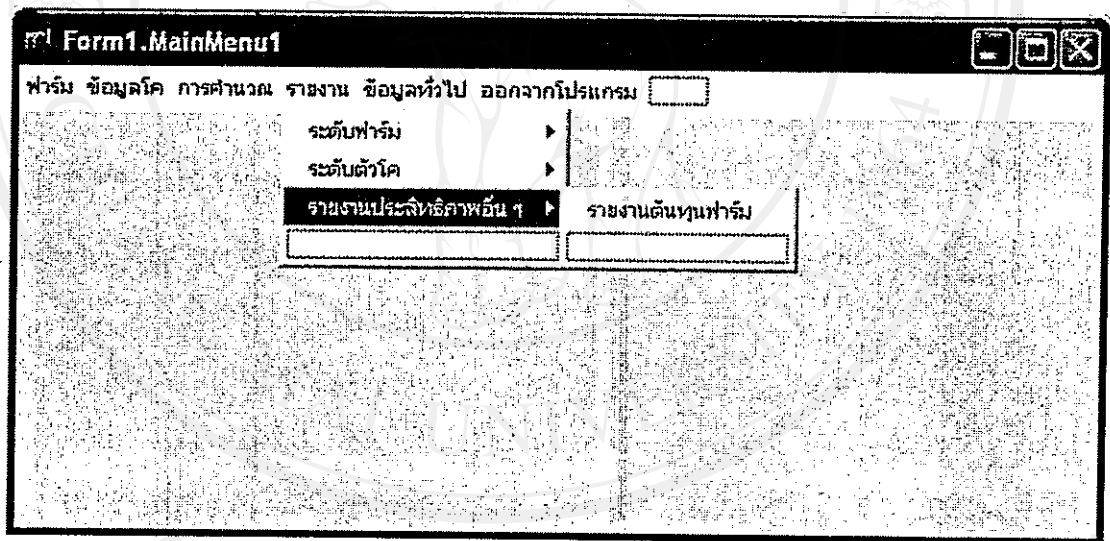 Form1.MainMenu1
ฟาร์ม ข้อมูลโค การคำนวณ รายงาน ข้อมูลทั่วไป ออกจากโปรแกรม
ระดับฟาร์ม
ระดับตัวโค
รายงานประสิทธิภาพอื่น ๆ
รายงานต้นทุนฟาร์ม
UNIVERSITY